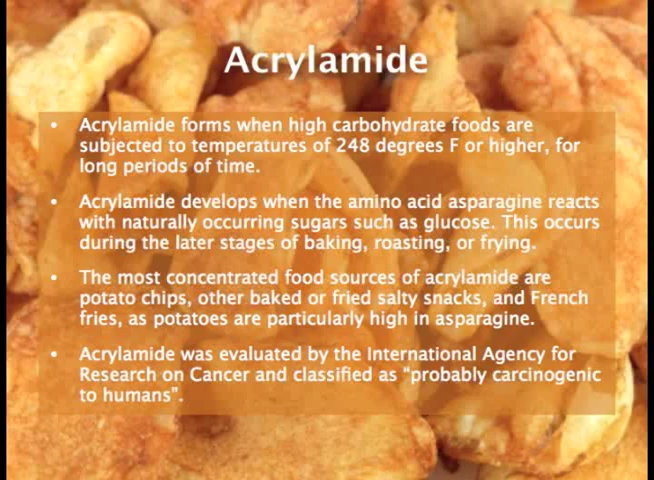 Acrylamide
• Acrylamide forms when high carbohydrate foods are
subjected to temperatures of 248 degrees F or higher, for
long periods of time.
• Acrylamide develops when the amino acid asparagine reacts
with naturally occurring sugars such as glucose. This occurs
during the later stages of baking, roasting, or frying.
• The most concentrated food sources of acrylamide are
potato chips, other baked or fried salty snacks, and French
fries, as potatoes are particularly high in asparagine.
• Acrylamide was evaluated by the International Agency for
Research on Cancer and classified as “probably carcinogenic
to humans”.